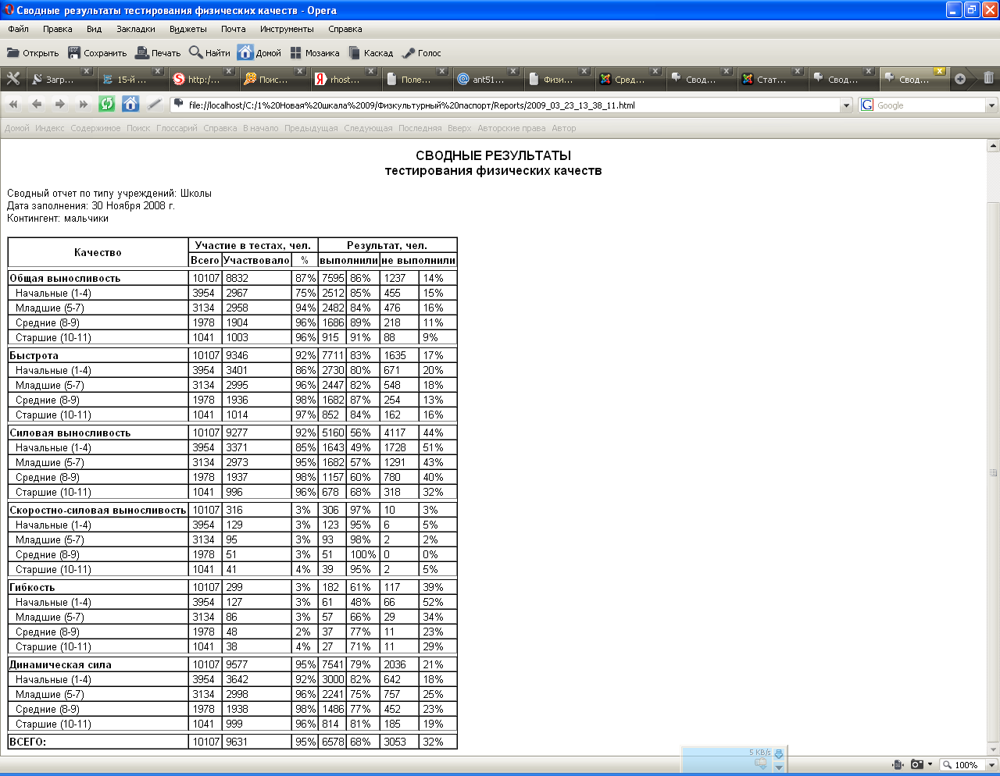 Сводные результаты тестирования физических качеств - Opera
Файл Правка Вид Закладки Виджеты Почта Инструменты Справка
Открыть Сохранить Печать Найти Домой Мозаика Каскад Голос
Загр... 15-й ... http:/... Поис... rhost... Поле... ant51... Физи... Сред... Свод... Стат... Свод... Свод...
file://localhost/C:/1%20Новая%20шкала%202009/Физкультурный%20паспорт/Reports/2009_03_23_13_38_11.html Google
Домой Индекс Содержимое Поиск Глоссарий Справка В начало Предыдущая Следующая Последняя Вверх Авторские права Автор
СВОДНЫЕ РЕЗУЛЬТАТЫ
тестирования физических качеств
Сводный отчет по типу учреждений: Школы
Дата заполнения: 30 Ноября 2008 г.
Контингент: мальчики
Качество Участие в тестах, чел. Результат, чел.
Всего Участвовало % выполнили не выполнили
Общая выносливость 10107 8832 87% 7595 86% 1237 14%
Начальные (1-4) 3954 2967 75% 2512 85% 455 15%
Младшие (5-7) 3134 2958 94% 2482 84% 476 16%
Средние (8-9) 1978 1904 96% 1686 89% 218 11%
Старшие (10-11) 1041 1003 96% 915 91% 88 9%
Быстрота 10107 9346 92% 7711 83% 1635 17%
Начальные (1-4) 3954 3401 86% 2730 80% 671 20%
Младшие (5-7) 3134 2995 96% 2447 82% 548 18%
Средние (8-9) 1978 1936 98% 1682 87% 254 13%
Старшие (10-11) 1041 1014 97% 852 84% 162 16%
Силовая выносливость 10107 9277 92% 5160 56% 4117 44%
Начальные (1-4) 3954 3371 85% 1643 49% 1728 51%
Младшие (5-7) 3134 2973 95% 1682 57% 1291 43%
Средние (8-9) 1978 1937 98% 1157 60% 780 40%
Старшие (10-11) 1041 996 96% 678 68% 318 32%
Скоростно-силовая выносливость 10107 316 3% 306 97% 10 3%
Начальные (1-4) 3954 129 3% 123 95% 6 5%
Младшие (5-7) 3134 95 3% 93 98% 2 2%
Средние (8-9) 1978 51 3% 51 100% 0 0%
Старшие (10-11) 1041 41 4% 39 95% 2 5%
Гибкость 10107 299 3% 182 61% 117 39%
Начальные (1-4) 3954 127 3% 61 48% 66 52%
Младшие (5-7) 3134 86 3% 57 66% 29 34%
Средние (8-9) 1978 48 2% 37 77% 11 23%
Старшие (10-11) 1041 38 4% 27 71% 11 29%
Динамическая сила 10107 9577 95% 7541 79% 2036 21%
Начальные (1-4) 3954 3642 92% 3000 82% 642 18%
Младшие (5-7) 3134 2998 96% 2241 75% 757 25%
Средние (8-9) 1978 1938 98% 1486 77% 452 23%
Старшие (10-11) 1041 999 96% 814 81% 185 19%
ВСЕГО: 10107 9631 95% 6578 68% 3053 32%
5 KB/s
100%